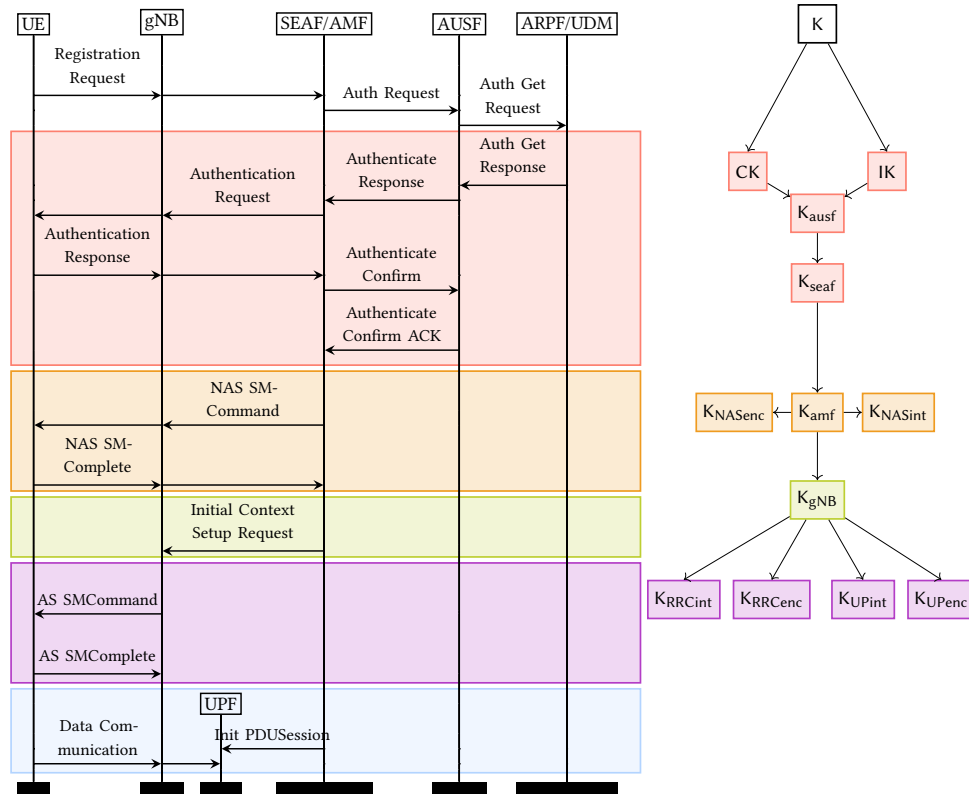 UE
gNB
SEAF/AMF
AUSF
ARPF/UDM
Registration
Request
Auth Request
Auth Get
Request
Auth Get
Response
Authenticate
Response
Authentication
Request
Authentication
Response
Authenticate
Confirm
Authenticate
Confirm ACK
NAS SM-
Command
NAS SM-
Complete
Initial Context
Setup Request
AS SMCommand
AS SMComplete
UPF
Init PDUSession
Data Com-
munication
K
CK
IK
Kausf
Kseaf
KNASenc
Kamf
KNASint
KgNB
KRRCint
KRRCenc
KUPint
KUPenc